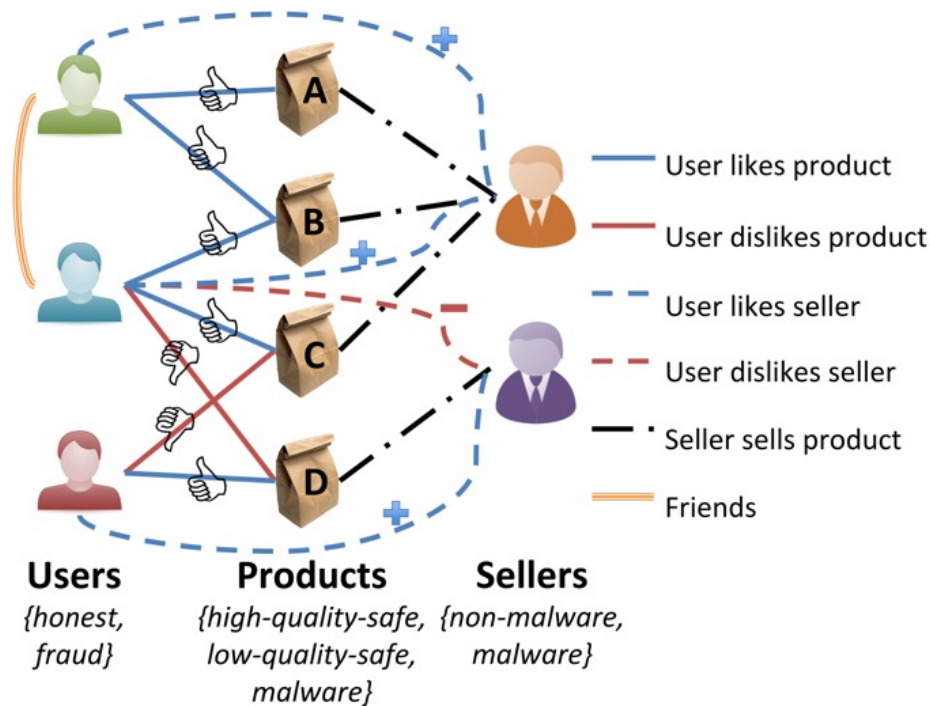 A
B
C
D
User likes product
User dislikes product
User likes seller
User dislikes seller
Seller sells product
Friends
Users
{honest,
fraud}
Products
{high-quality-safe,
low-quality-safe,
malware}
Sellers
{non-malware,
malware}